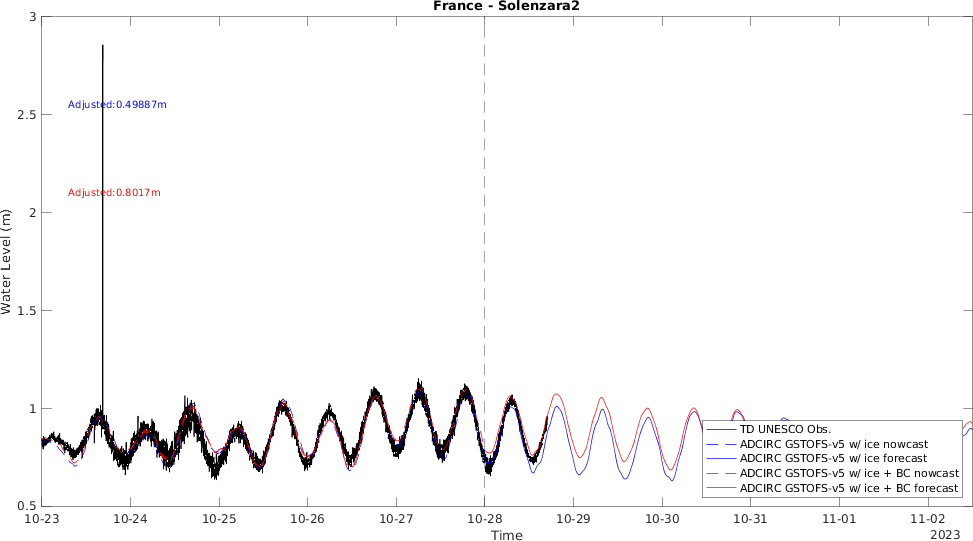 France - Solenzara2
3
2.5
2
1.5
1
0.5
Water Level (m)
Adjusted:0.49887m
Adjusted:0.8017m
TD UNESCO Obs.
ADCIRC GSTOFS-v5 w/ ice nowcast
ADCIRC GSTOFS-v5 w/ ice forecast
ADCIRC GSTOFS-v5 w/ ice + BC nowcast
ADCIRC GSTOFS-v5 w/ ice + BC forecast
10-23 10-24 10-25 10-26 10-27 10-28 10-29 10-30 10-31 11-01 11-02
Time
2023